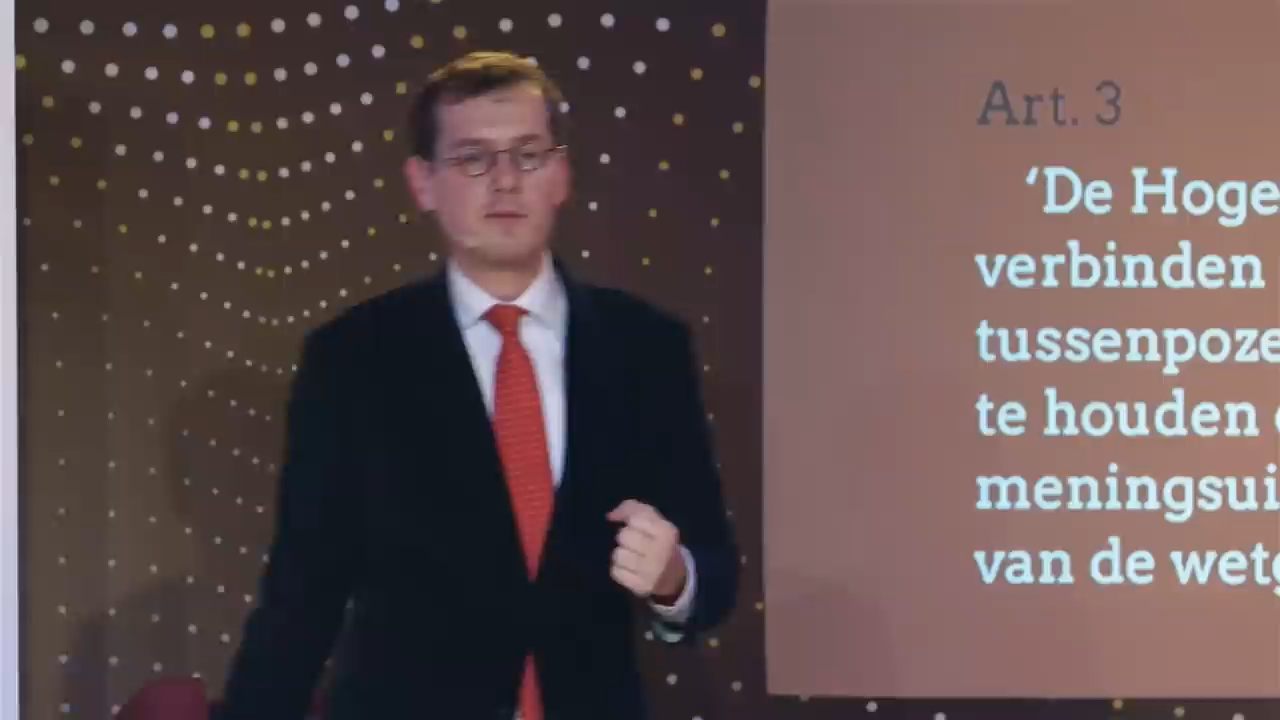 Art. 3
‘De Hoge
verbinden
tussenpoze
te houden
meningsui
van de wet